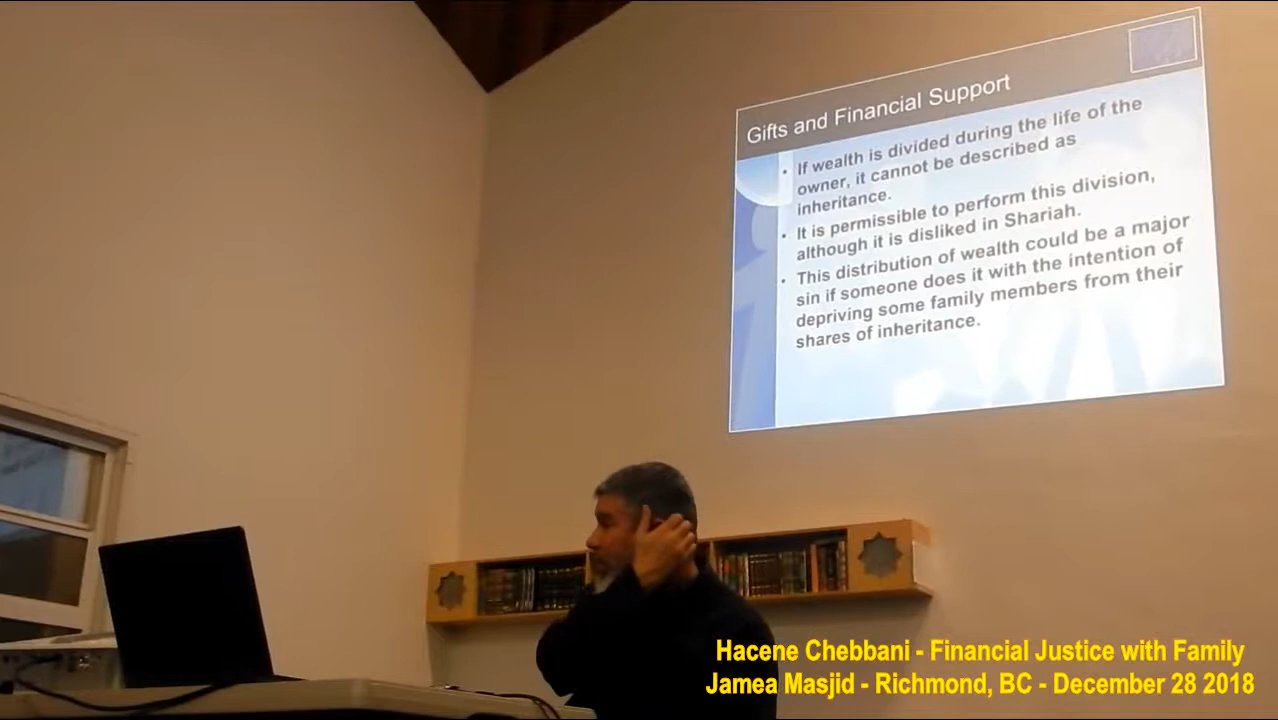 Gifts and Financial Support
• If wealth is divided during the life of the
owner, it cannot be described as
inheritance.
• It is permissible to perform this division,
although it is disliked in Shariah.
• This distribution of wealth could be a major
sin if someone does it with the intention of
depriving some family members from their
shares of inheritance.
Hacene Chebbani - Financial Justice with Family
Jamea Masjid - Richmond, BC - December 28 2018